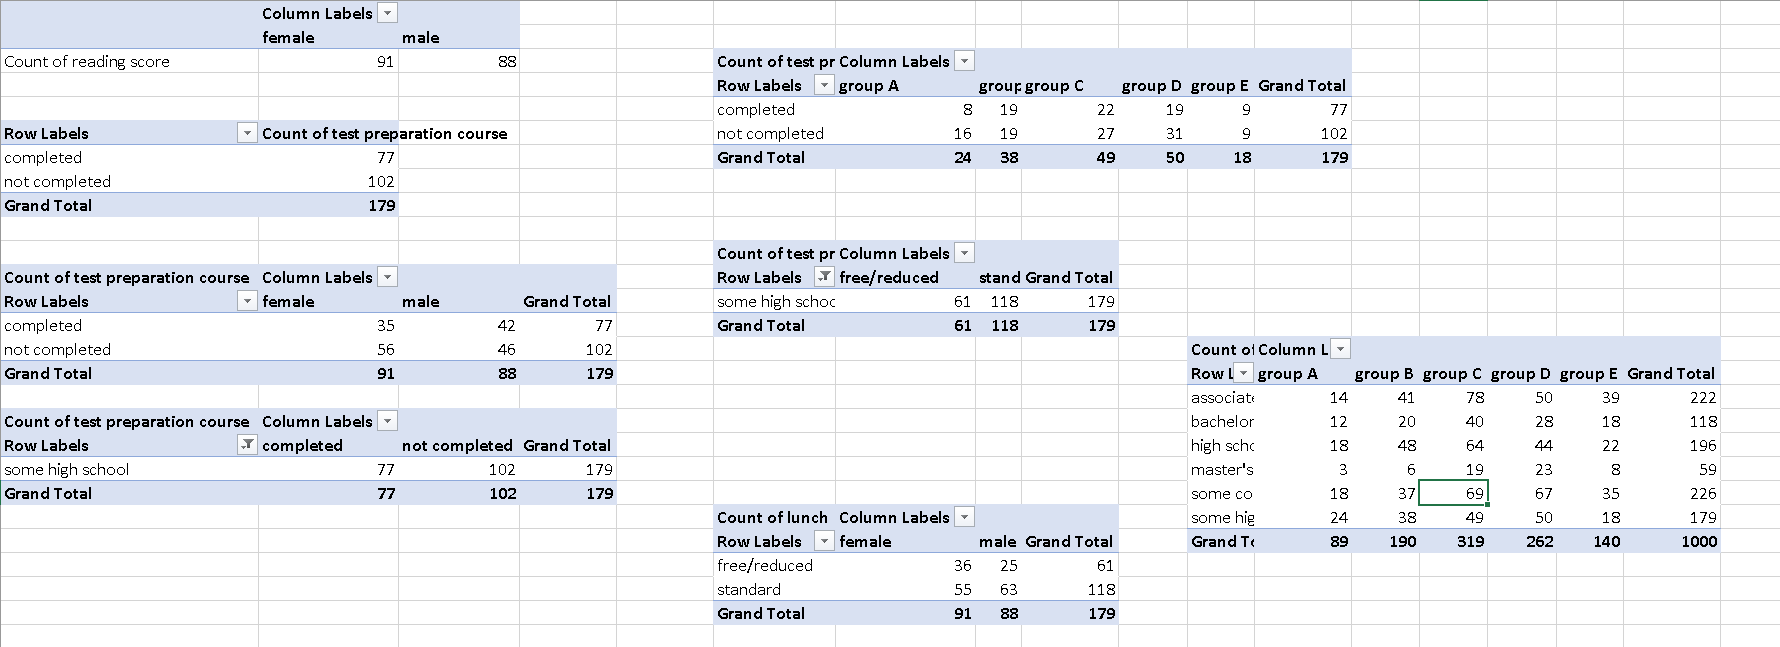 Column Labels
female male
Count of reading score 91 88
Row Labels Count of test preparation course
completed 77
not completed 102
Grand Total 179
Count of test preparation course Column Labels
Row Labels female male Grand Total
completed 35 42 77
not completed 56 46 102
Grand Total 91 88 179
Count of test preparation course Column Labels
Row Labels completed not completed Grand Total
some high school 77 102 179
Grand Total 77 102 179
Count of test pr Column Labels
Row Labels group A group group C group D group E Grand Total
completed 8 19 22 19 9 77
not completed 16 19 27 31 9 102
Grand Total 24 38 49 50 18 179
Count of test pr Column Labels
Row Labels free/reduced stand Grand Total
some high schoo 61 118 179
Grand Total 61 118 179
Count of lunch Column Labels
Row Labels female male Grand Total
free/reduced 36 25 61
standard 55 63 118
Grand Total 91 88 179
Count of Column L
Row L group A group B group C group D group E Grand Total
associate 14 41 78 50 39 222
bachelor 12 20 40 28 18 118
high scho 18 48 64 44 22 196
master's 3 6 19 23 8 59
some co 18 37 69 67 35 226
some hig 24 38 49 50 18 179
Grand To 89 190 319 262 140 1000